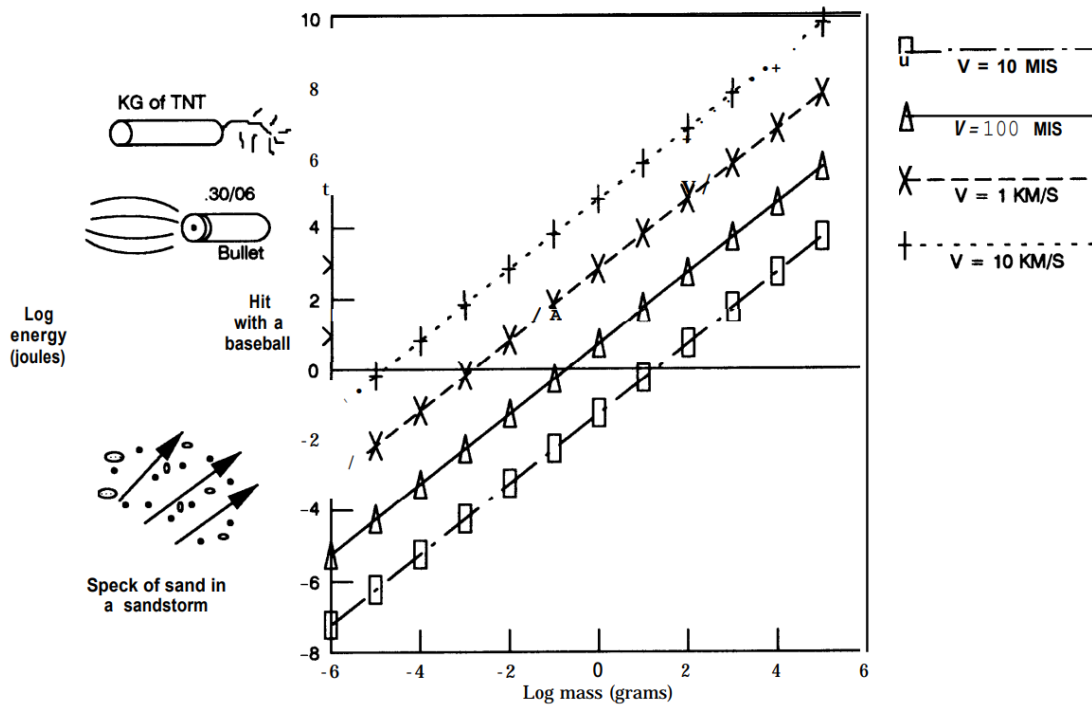 10
8
6
t
4
2
0
-2
-4
-6
-8
-6
-4
-2
0
2
4
6
Log mass (grams)
Log
energy
(joules)
KG of TNT
.30/06
Bullet
Hit
with a
baseball
Speck of sand in
a sandstorm
u
V = 10 MIS
V = 100 MIS
V = 1 KM/S
V = 10 KM/S